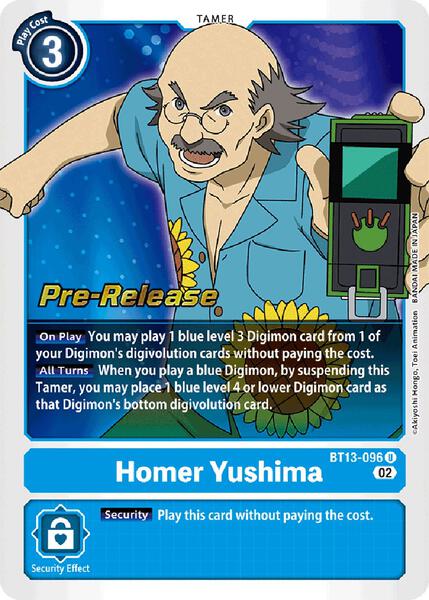 TAMER
Play Cost
3
Pre-Release
On Play You may play 1 blue level 3 Digimon card from 1 of
your Digimon's digivolution cards without paying the cost.
All Turns When you play a blue Digimon, by suspending this
Tamer, you may place 1 blue level 4 or lower Digimon card as
that Digimon's bottom digivolution card.
©Akiyoshi Hongo, Toei Animation BANDAI MADE IN JAPAN
BT13-096 U
Homer Yushima
02
Security Play this card without paying the cost.
Security Effect